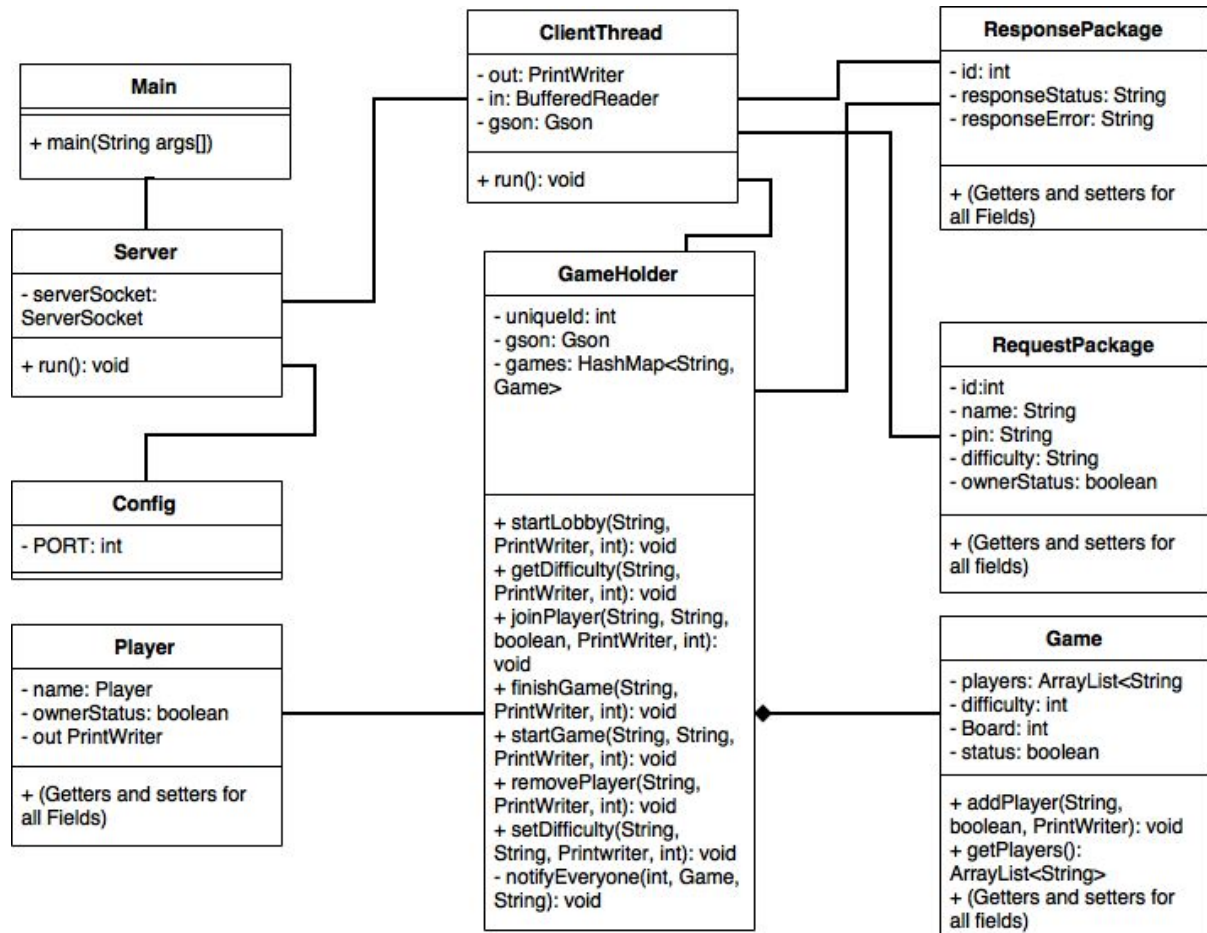 Main
+ main(String args[])
Server
- serverSocket:
ServerSocket
+ run(): void
Config
- PORT: int
Player
- name: Player
- ownerStatus: boolean
- out PrintWriter
+ (Getters and setters for
all Fields)
ClientThread
- out: PrintWriter
- in: BufferedReader
- gson: Gson
+ run(): void
GameHolder
- uniqueId: int
- gson: Gson
- games: HashMap<String,
Game>
+ startLobby(String,
PrintWriter, int): void
+ getDifficulty(String,
PrintWriter, int): void
+ joinPlayer(String, String,
boolean, PrintWriter, int):
void
+ finishGame(String,
PrintWriter, int): void
+ startGame(String, String,
PrintWriter, int): void
+ removePlayer(String,
PrintWriter, int): void
+ setDifficulty(String,
String, Printwriter, int): void
- notifyEveryone(int, Game,
String): void
ResponsePackage
- id: int
- responseStatus: String
- responseError: String
+ (Getters and setters for
all Fields)
RequestPackage
- id:int
- name: String
- pin: String
- difficulty: String
- ownerStatus: boolean
+ (Getters and setters for
all fields)
Game
- players: ArrayList<String
- difficulty: int
- Board: int
- status: boolean
+ addPlayer(String,
boolean, PrintWriter): void
+ getPlayers():
ArrayList<String>
+ (Getters and setters for
all fields)